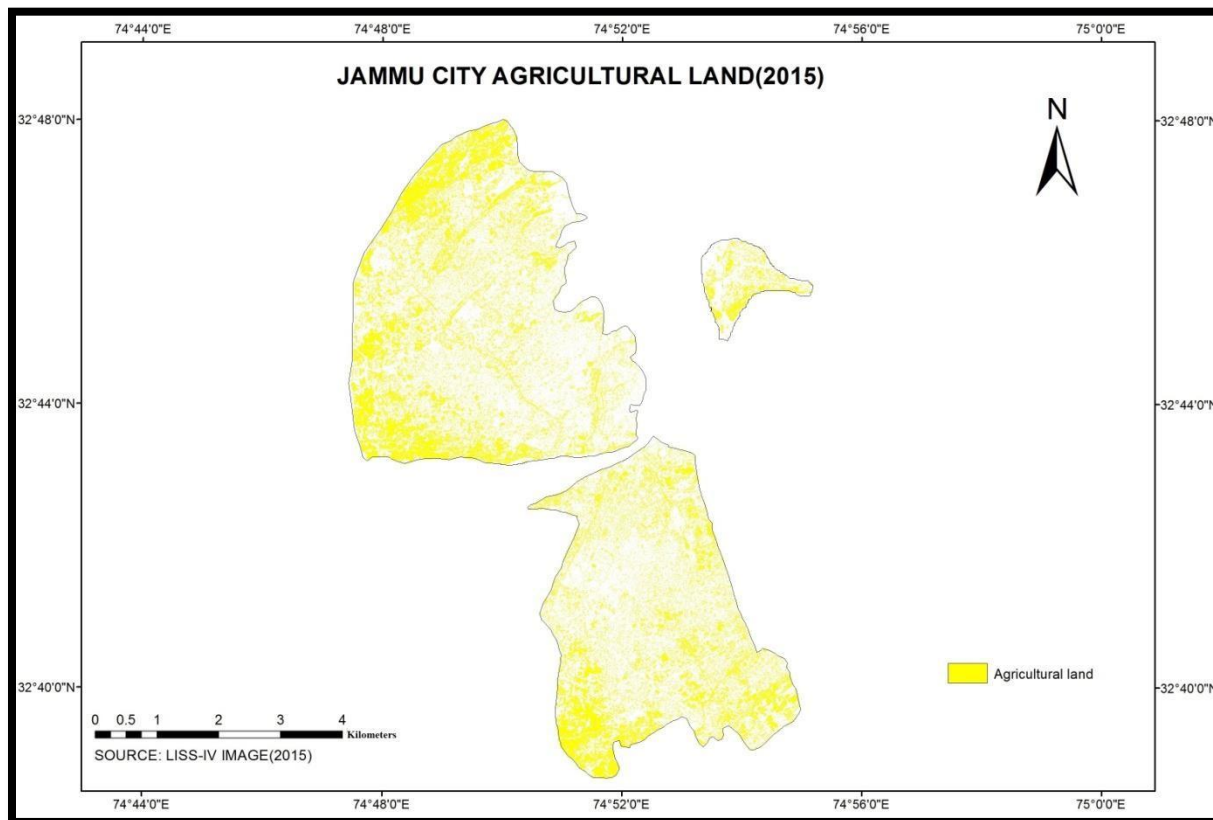 74°44'0"E 74°48'0"E 74°52'0"E 74°56'0"E 75°0'0"E
JAMMU CITY AGRICULTURAL LAND(2015)
N
32°48'0"N 32°48'0"N
32°44'0"N 32°44'0"N
Agricultural land
32°40'0"N 32°40'0"N
0 0.5 1 2 3 4
Kilometers
SOURCE: LISS-IV IMAGE(2015)
74°44'0"E 74°48'0"E 74°52'0"E 74°56'0"E 75°0'0"E